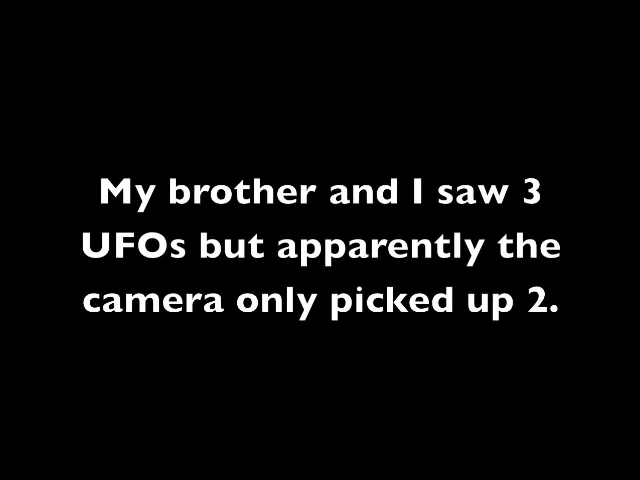 My brother and I saw 3
UFOs but apparently the
camera only picked up 2.